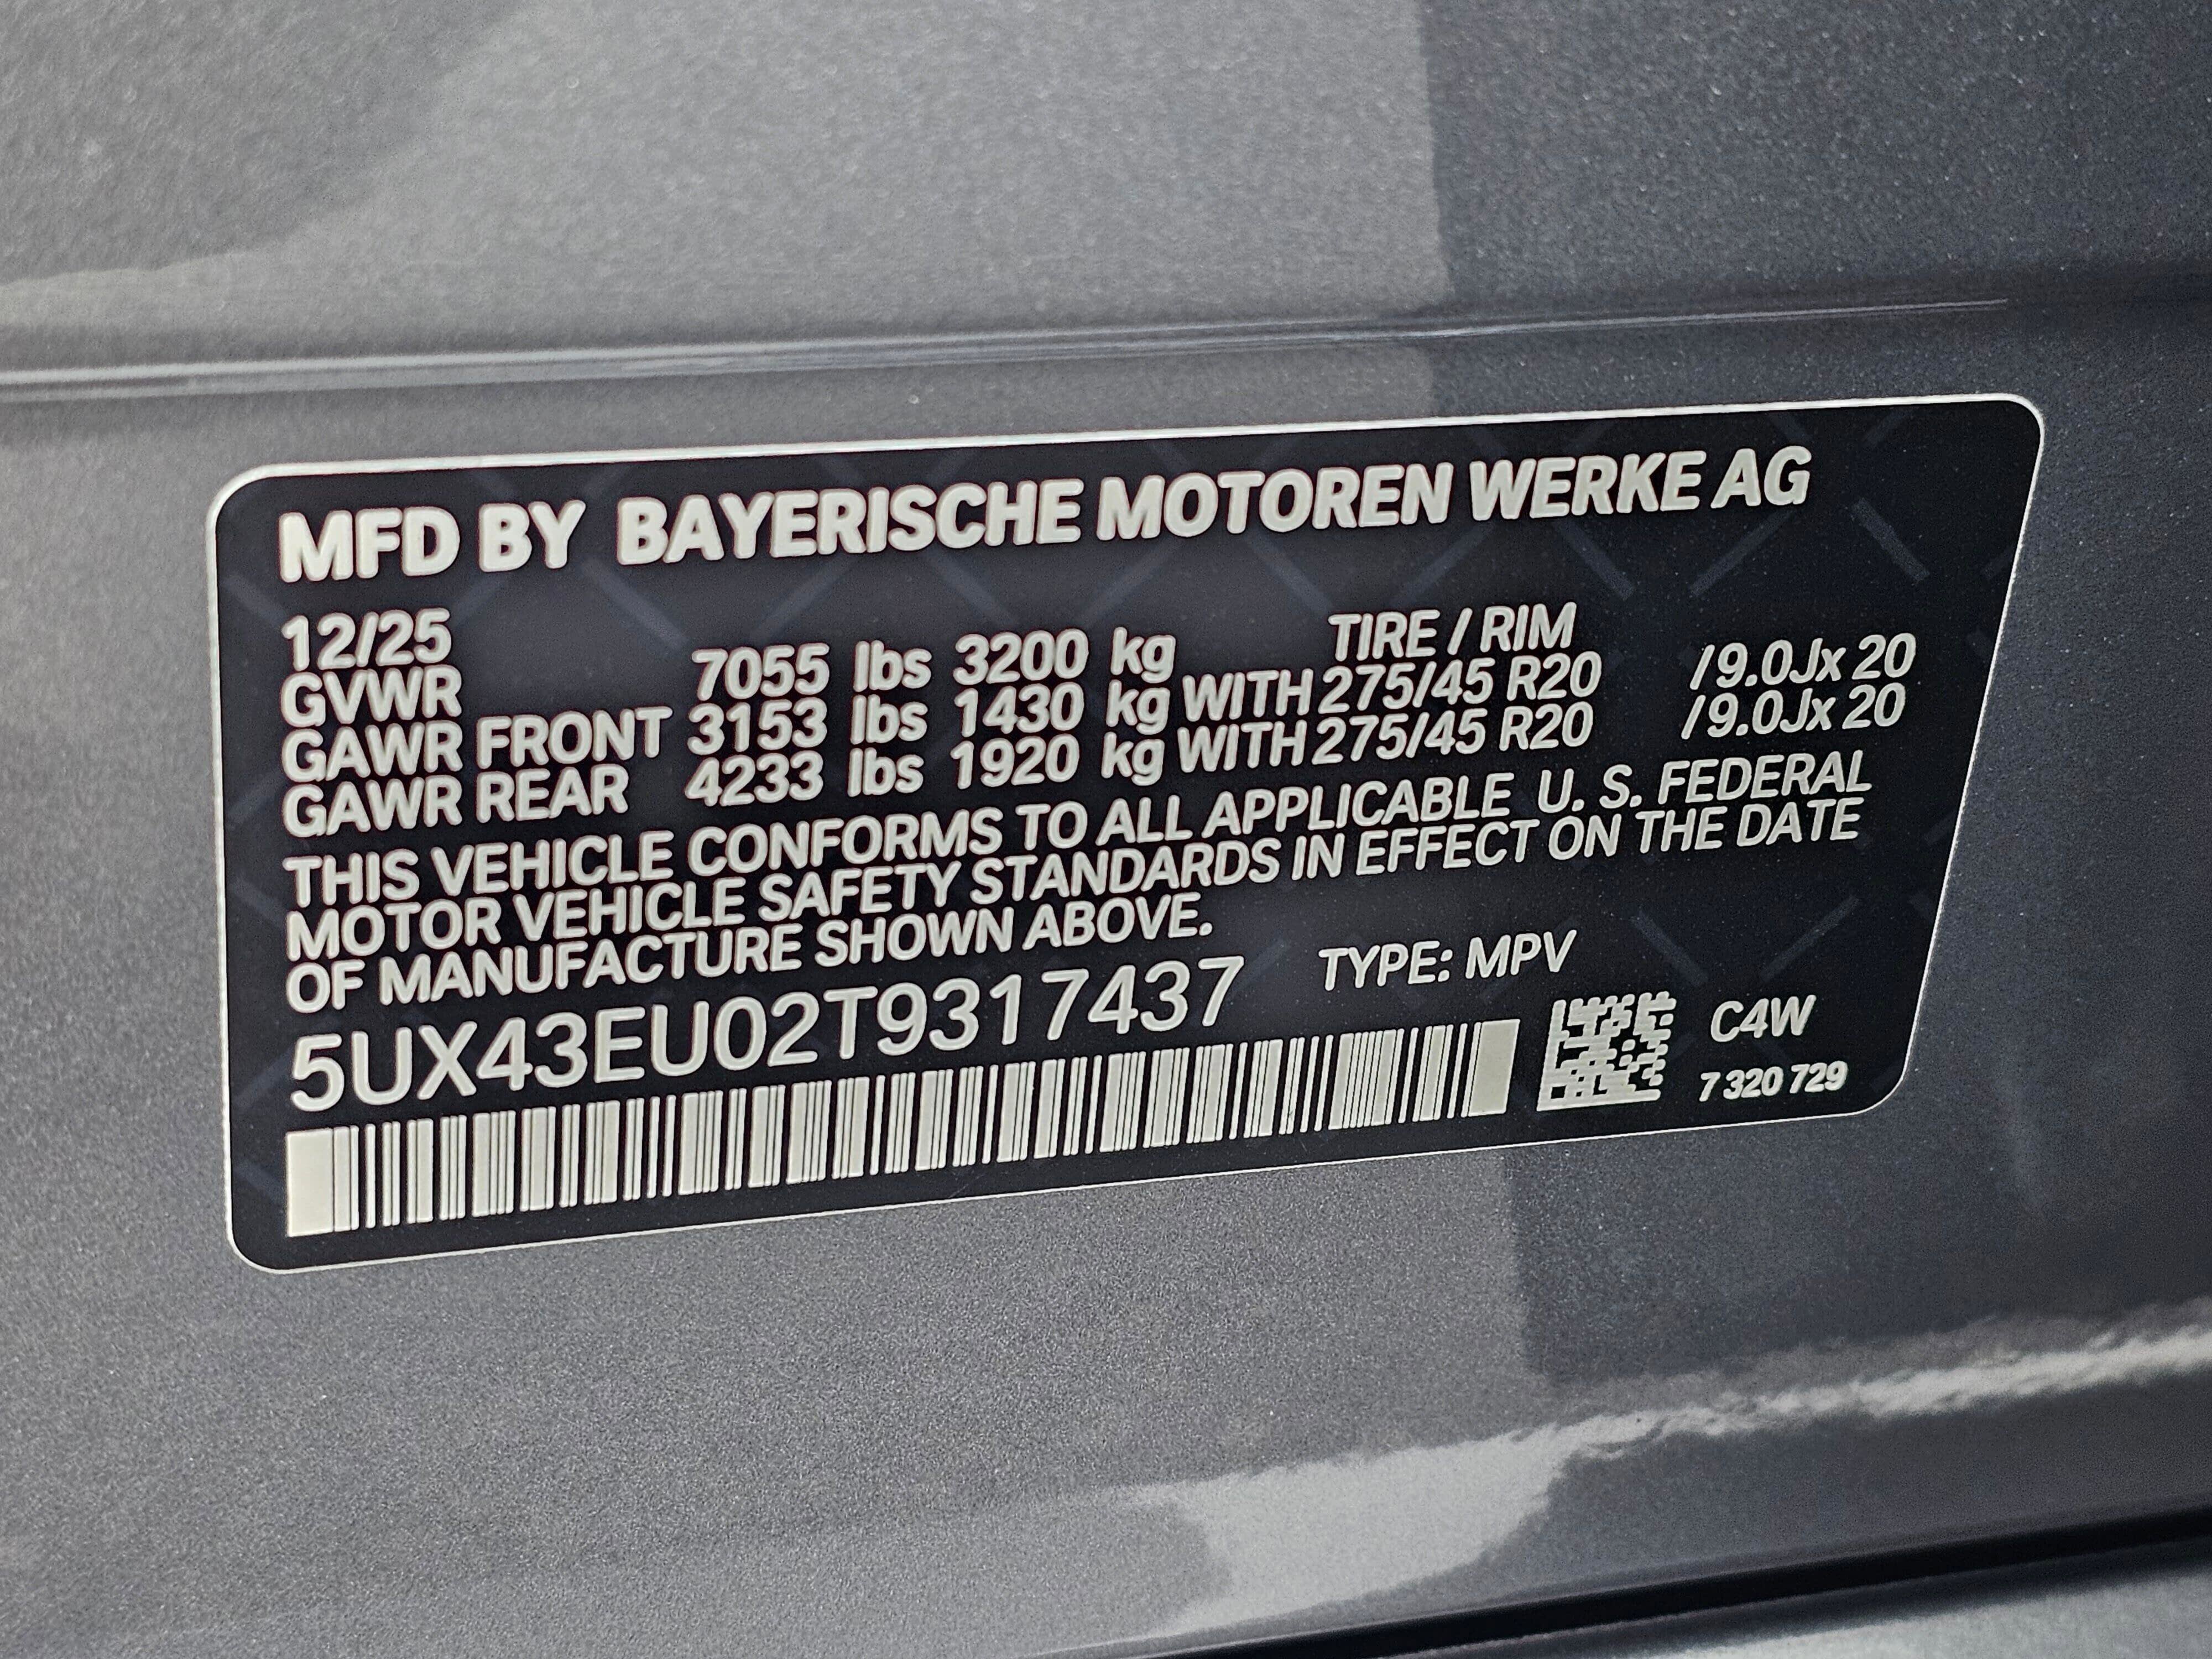 MFD BY BAYERISCHE MOTOREN WERKE AG
12/25 TIRE / RIM
GVWR 7055 lbs 3200 kg
GAWR FRONT 3153 lbs 1430 kg WITH 275/45 R20 /9.0Jx 20
GAWR REAR 4233 lbs 1920 kg WITH 275/45 R20 /9.0Jx 20
THIS VEHICLE CONFORMS TO ALL APPLICABLE U. S. FEDERAL
MOTOR VEHICLE SAFETY STANDARDS IN EFFECT ON THE DATE
OF MANUFACTURE SHOWN ABOVE.
5UX43EU02T9317437 TYPE: MPV
C4W
7 320 729